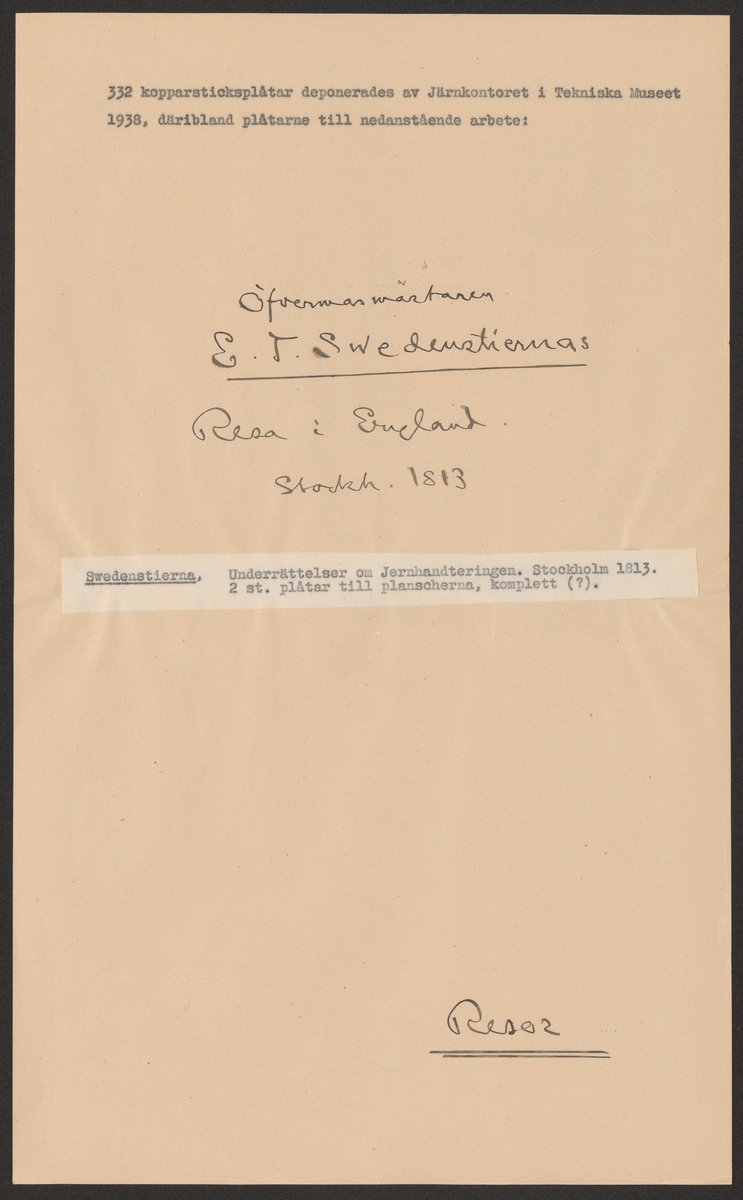 332 kopparsticksplåtar deponerades av Järnkontoret i Tekniska Museet
1938, däribland plåtarne till nedanstående arbete:
Öfvermasmästaren
E. T. Swedenstiernas
Resa i England.
Stockh. 1813
Swedenstierna, Underrättelser om Jernhandteringen. Stockholm 1813.
2 st. plåtar till planscherna, komplett (?).
Resor